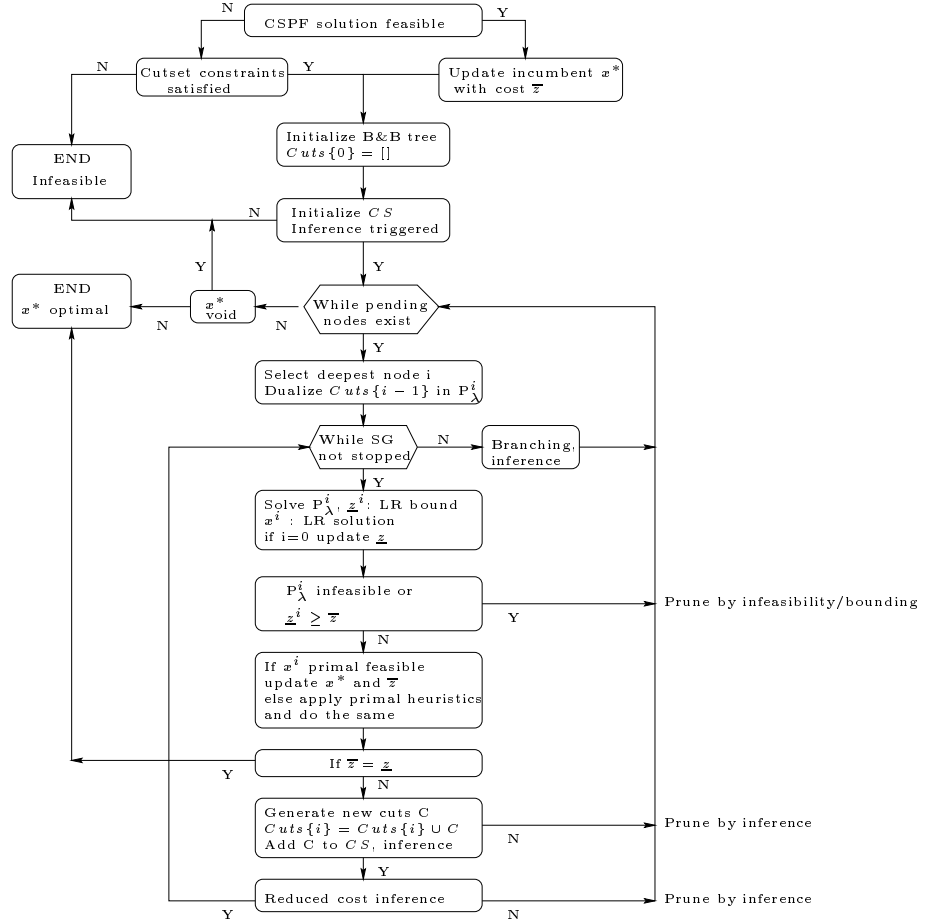 N
CSPF solution feasible
Y
N
Cutset constraints
satisfied
Y
Update incumbent x*
with cost z̅
Initialize B&B tree
Cuts{0} = []
END
Infeasible
N
Initialize CS
Inference triggered
Y
Y
END
x* optimal
N
x*
void
N
While pending
nodes exist
Y
Select deepest node i
Dualize Cuts{i − 1} in P^i_λ
While SG
not stopped
N
Branching,
inference
Y
Solve P^i_λ, z̲^i: LR bound
x^i : LR solution
if i=0 update z̲
P^i_λ infeasible or
z̲^i ≥ z̅
Y
Prune by infeasibility/bounding
N
If x^i primal feasible
update x* and z̅
else apply primal heuristics
and do the same
If z̅ = z̲
Y
N
Generate new cuts C
Cuts{i} = Cuts{i} ∪ C
Add C to CS, inference
N
Prune by inference
Y
Reduced cost inference
Y
N
Prune by inference